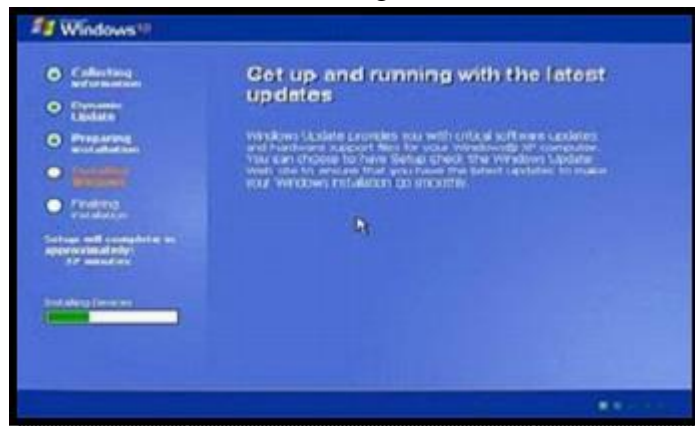 Windows xp
Collecting
information
Dynamic
Update
Preparing
installation
Installing
Windows
Finalizing
installation
Setup will complete in
approximately:
minutes
Installing Devices
Get up and running with the latest
updates
Windows Update provides you with critical software updates
and hardware support files for your Windows® XP computer.
You can choose to have Setup check the Windows Update
Web site to ensure that you have the latest updates to make
your Windows installation go smoothly.